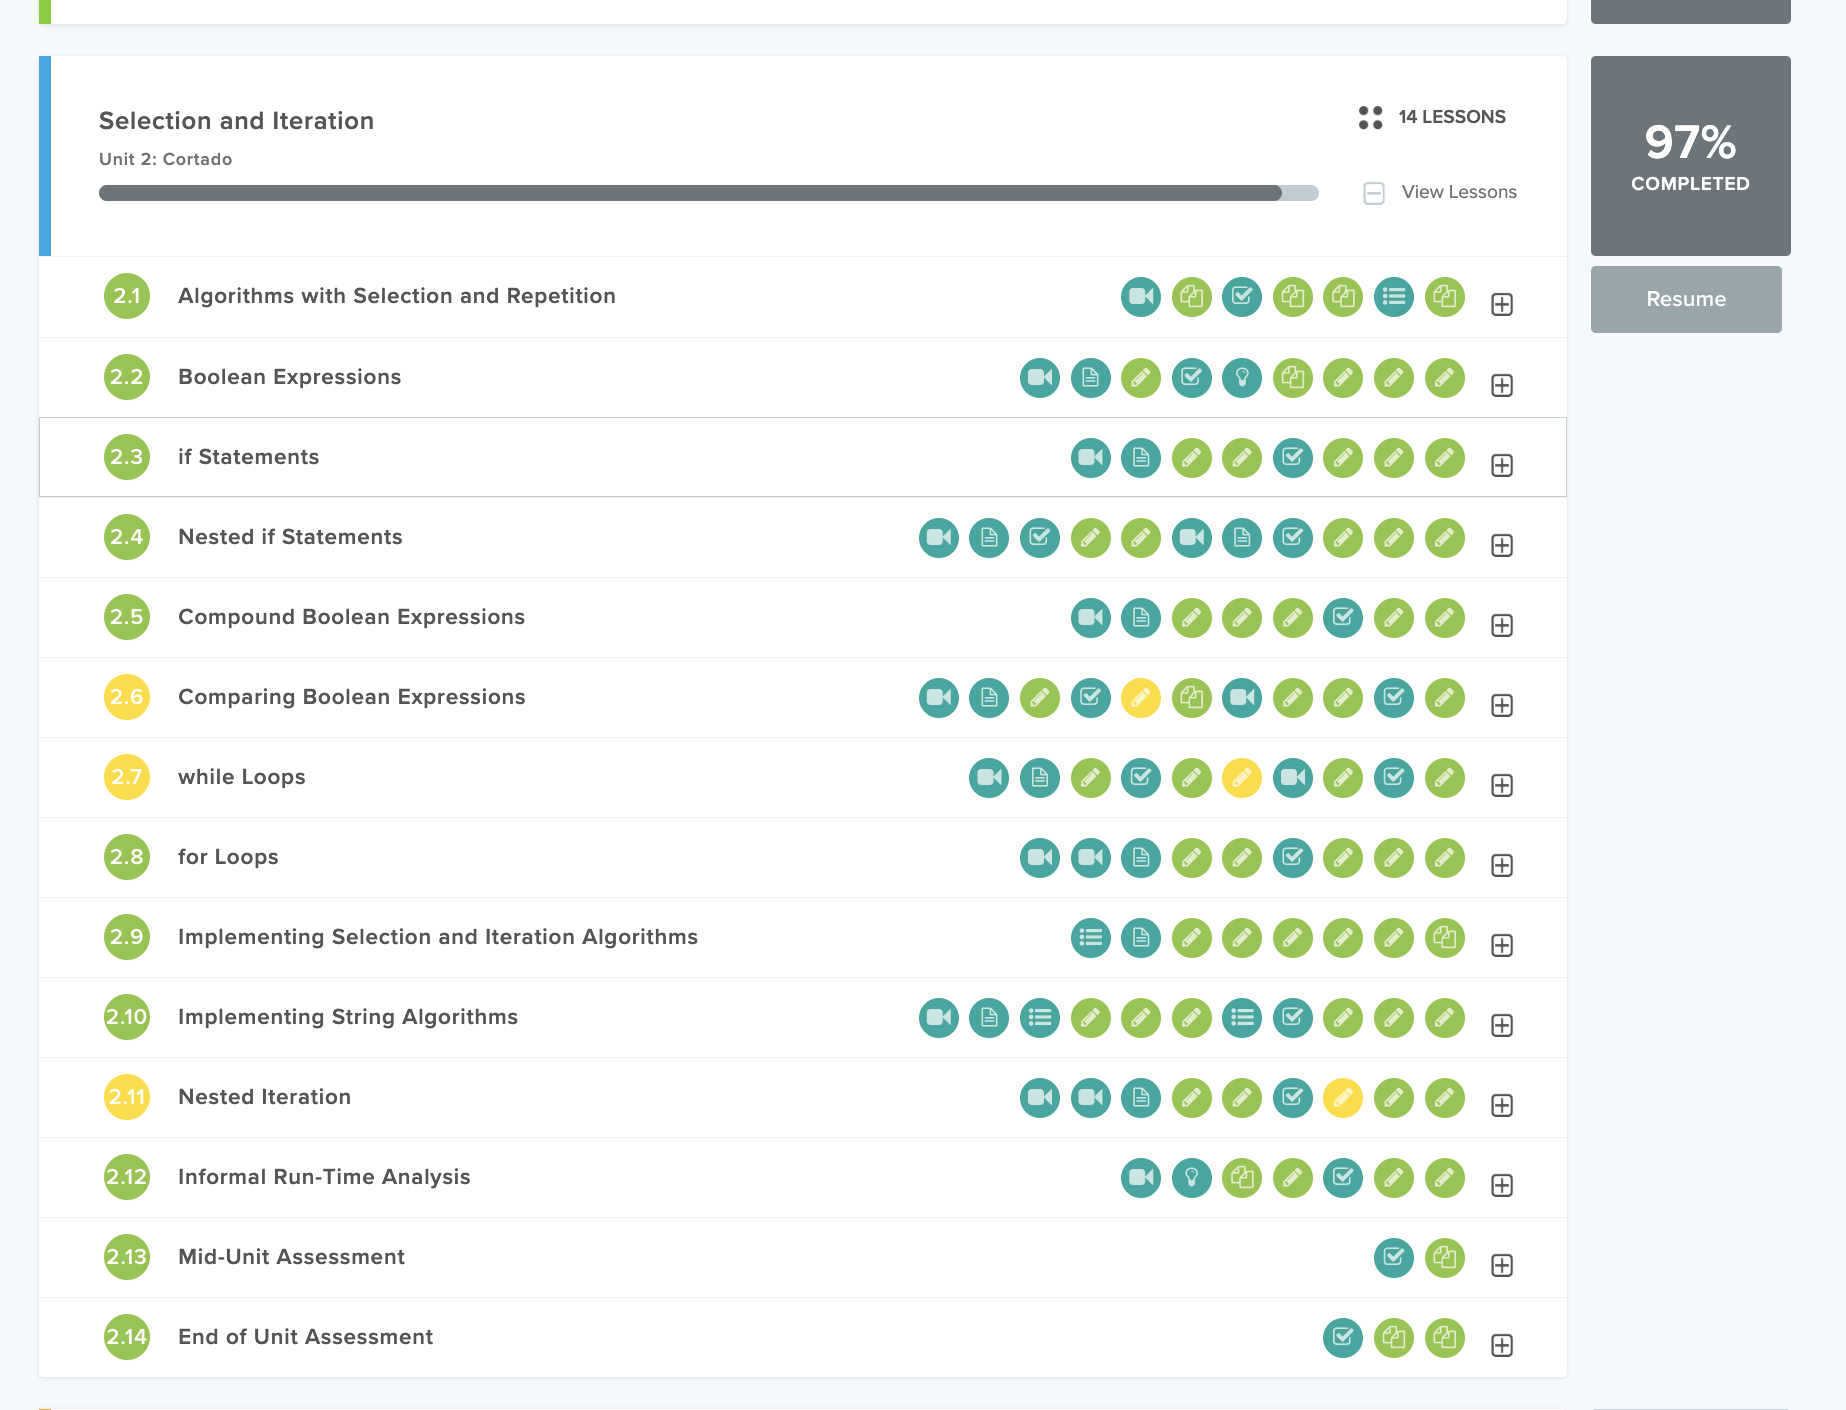 Selection and Iteration
14 LESSONS
Unit 2: Cortado
View Lessons
97%
COMPLETED
Resume
2.1 Algorithms with Selection and Repetition
2.2 Boolean Expressions
2.3 if Statements
2.4 Nested if Statements
2.5 Compound Boolean Expressions
2.6 Comparing Boolean Expressions
2.7 while Loops
2.8 for Loops
2.9 Implementing Selection and Iteration Algorithms
2.10 Implementing String Algorithms
2.11 Nested Iteration
2.12 Informal Run-Time Analysis
2.13 Mid-Unit Assessment
2.14 End of Unit Assessment